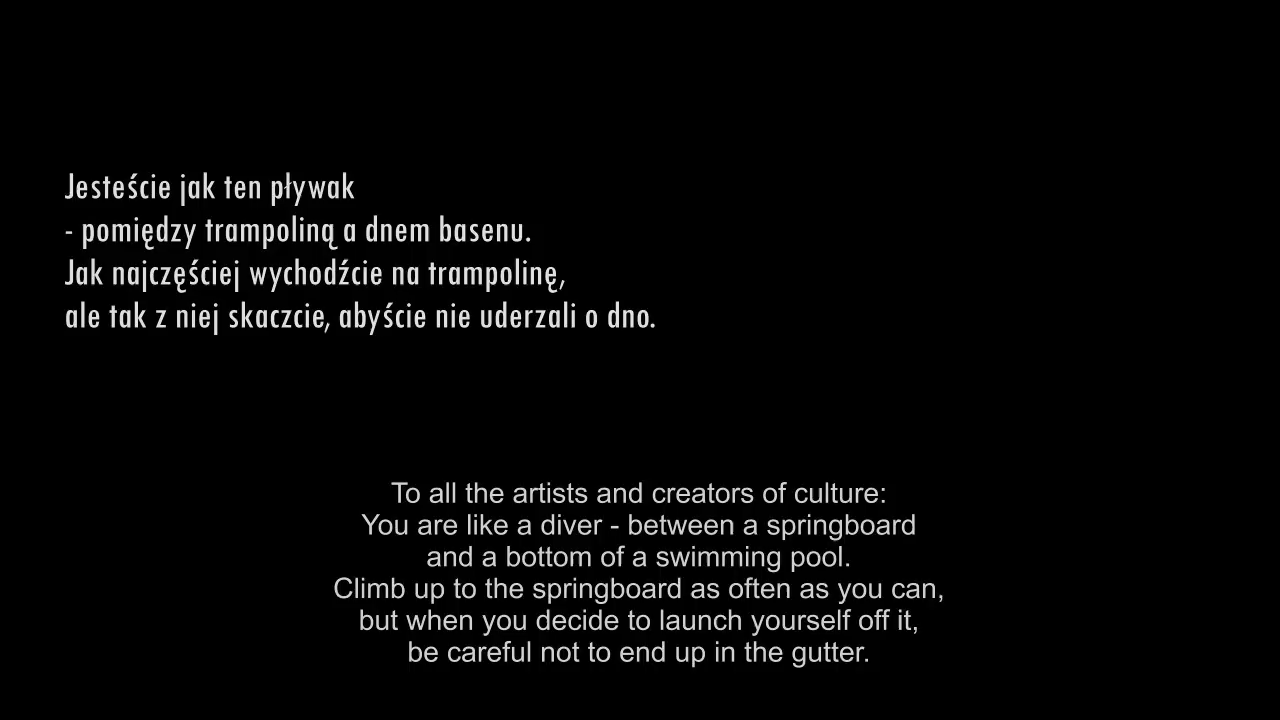 Jesteście jak ten pływak
- pomiędzy trampoliną a dnem basenu.
Jak najczęściej wychodźcie na trampolinę,
ale tak z niej skaczcie, abyście nie uderzali o dno.
To all the artists and creators of culture:
You are like a diver - between a springboard
and a bottom of a swimming pool.
Climb up to the springboard as often as you can,
but when you decide to launch yourself off it,
be careful not to end up in the gutter.